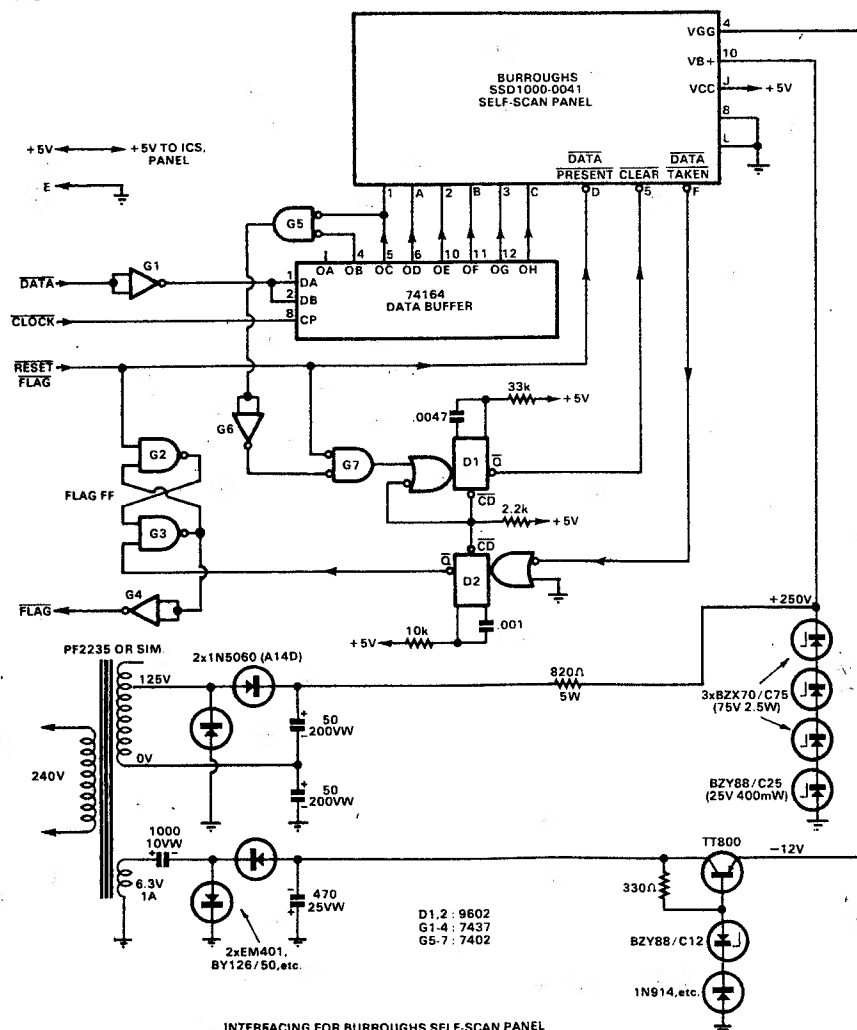 BURROUGHS
SSD1000-0041
SELF-SCAN PANEL
VGG
4
VB+
10
VCC
J
+5V
8
L
+5V
+5V TO ICS,
PANEL
E
DATA
PRESENT
CLEAR
DATA
TAKEN
D
5
F
1
A
2
B
3
C
G5
1
4
5
6
10
11
12
OA
OB
OC
OD
OE
OF
OG
OH
DATA
G1
1
DA
2
DB
8
CP
74164
DATA BUFFER
CLOCK
RESET
FLAG
33k
+5V
.0047
G6
G2
G7
D1
Q
CD
FLAG FF
2.2k
+5V
G3
CD
Q
D2
G4
FLAG
+5V
10k
.001
+250V
PF2235 OR SIM.
2x1N5060 (A14D)
125V
820Ω
5W
3xBZX70/C75
(75V 2.5W)
50
200VW
0V
240V
50
200VW
BZY88/C25
(25V 400mW)
1000
10VW
TT800
-12V
6.3V
1A
470
25VW
330Ω
D1,2 : 9602
G1-4 : 7437
G5-7 : 7402
BZY88/C12
2xEM401,
BY126/50,etc.
1N914,etc.
INTERFACING FOR BURROUGHS SELF-SCAN PANEL